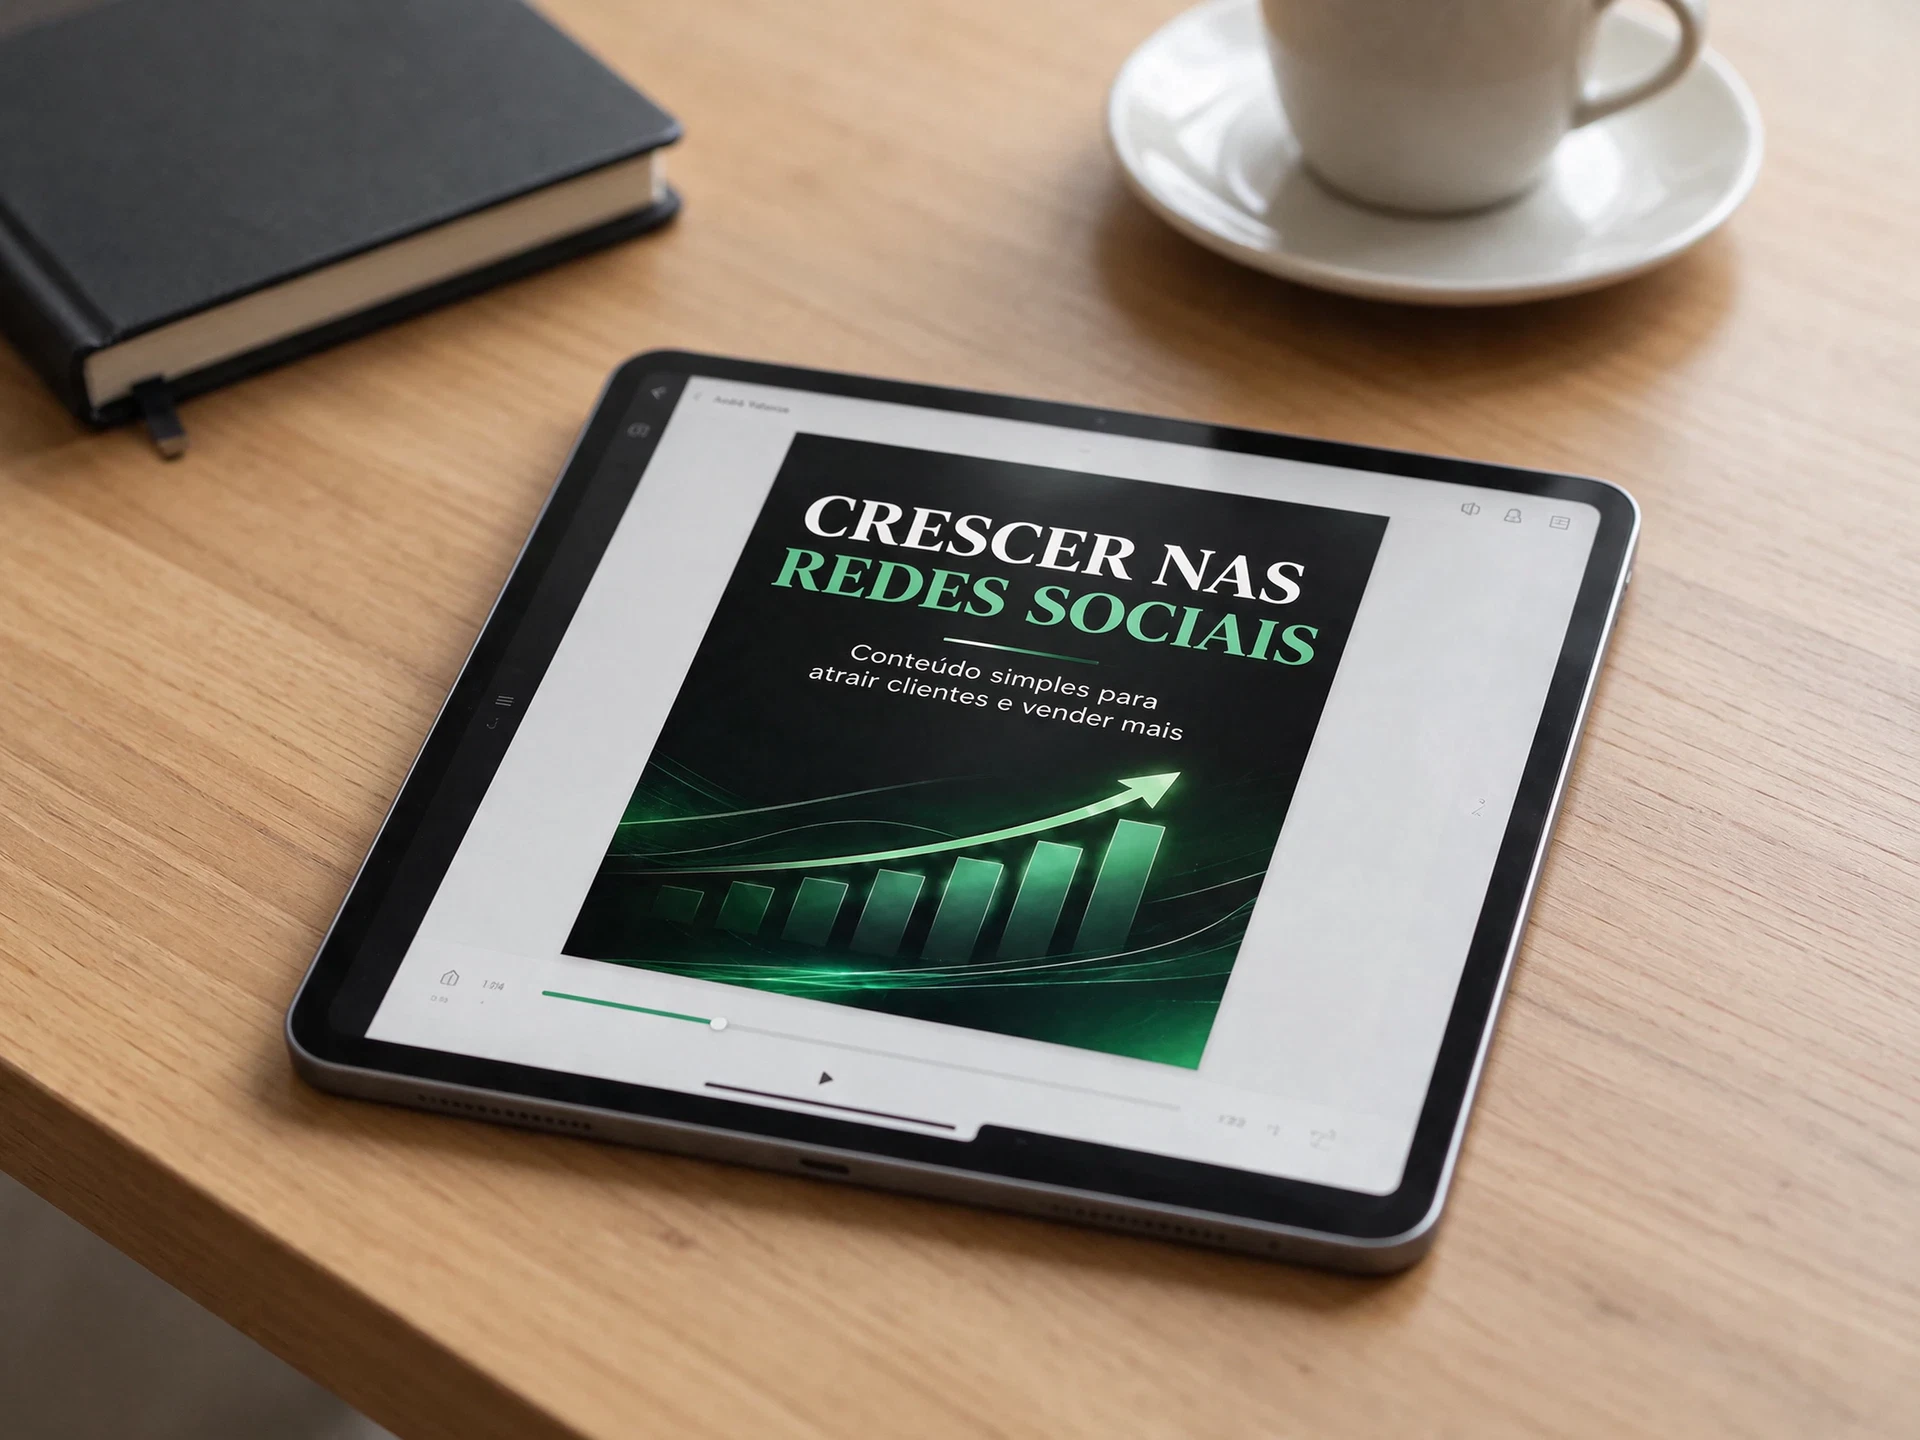 CRESCER NAS
REDES SOCIAIS
Conteúdo simples para
atrair clientes e vender mais